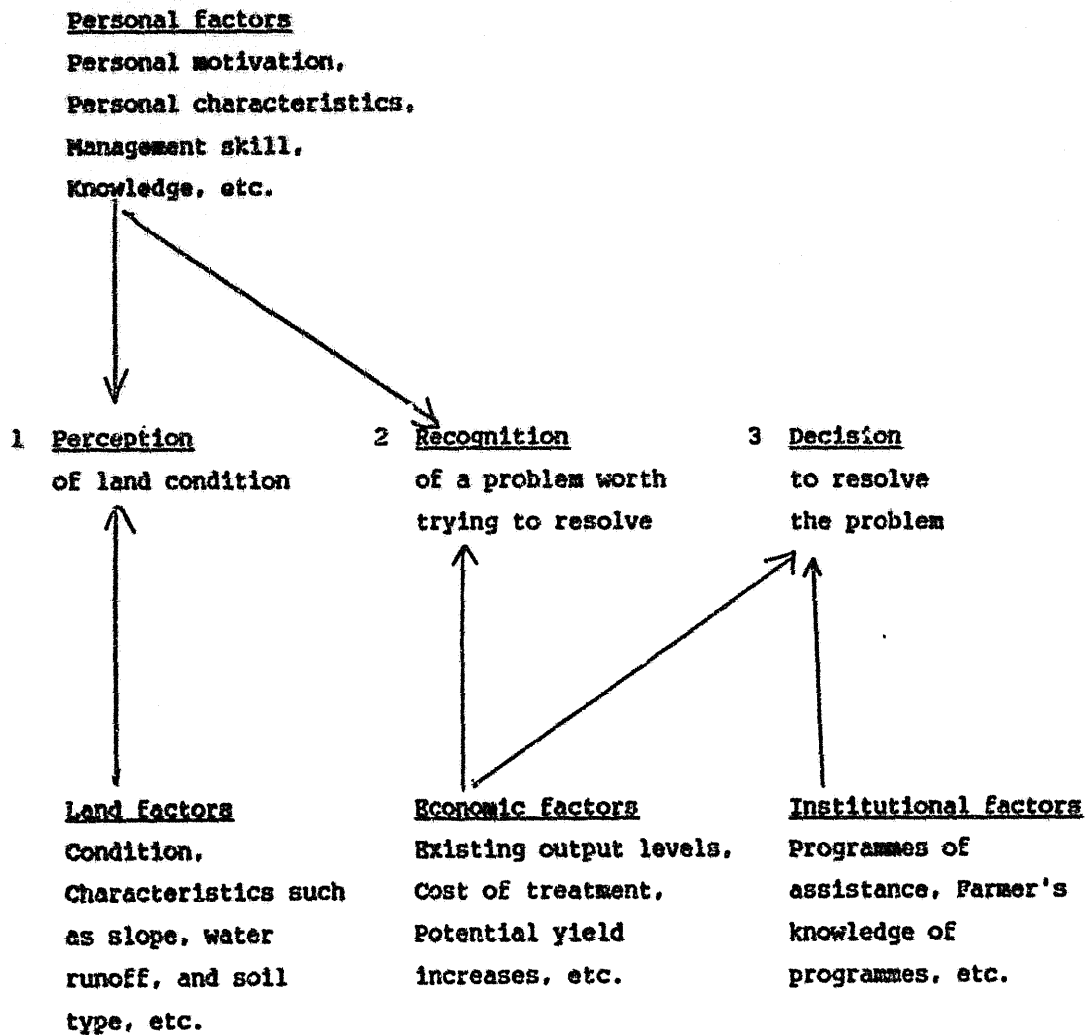 Personal factors
Personal motivation,
Personal characteristics,
Management skill,
Knowledge, etc.
1 Perception
of land condition
2 Recognition
of a problem worth
trying to resolve
3 Decision
to resolve
the problem
Land factors
Condition,
Characteristics such
as slope, water
runoff, and soil
type, etc.
Economic factors
Existing output levels,
Cost of treatment,
Potential yield
increases, etc.
Institutional factors
Programmes of
assistance, Farmer's
knowledge of
programmes, etc.